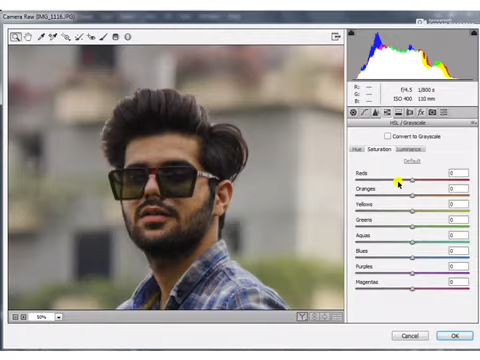 Camera Raw (IMG_1116.JPG)
R: ---
G: ---
B: ---
f/4.5 1/800 s
ISO 400 110 mm
HSL / Grayscale
Convert to Grayscale
Hue Saturation Luminance
Default
Reds 0
Oranges 0
Yellows 0
Greens 0
Aquas 0
Blues 0
Purples 0
Magentas 0
50%
Cancel OK